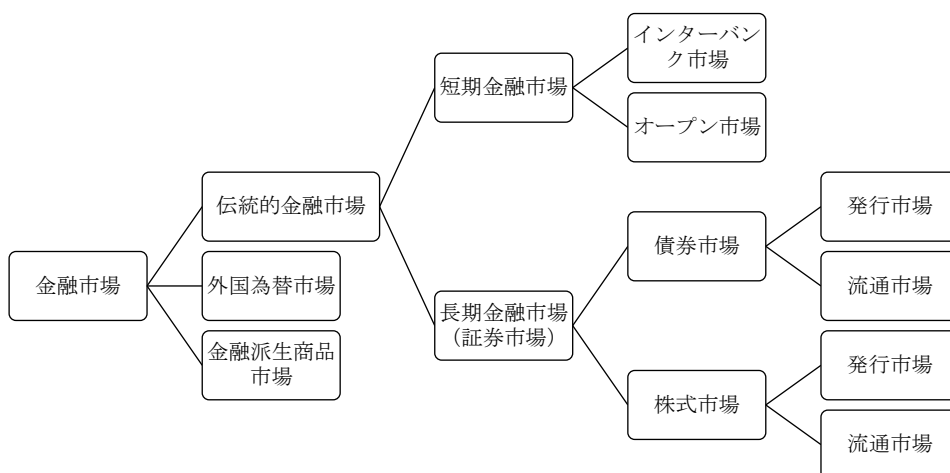 金融市場
伝統的金融市場
外国為替市場
金融派生商品
市場
短期金融市場
長期金融市場
(証券市場)
インターバン
ク市場
オープン市場
債券市場
株式市場
発行市場
流通市場
発行市場
流通市場